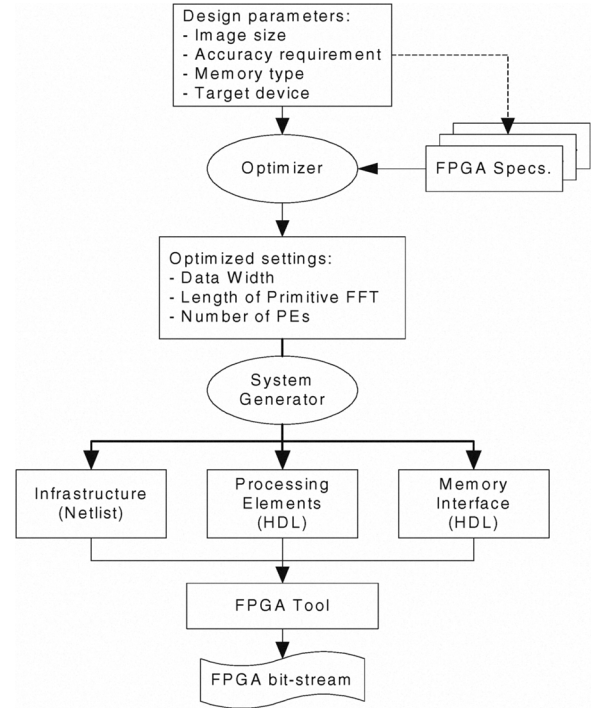 Design parameters:
- Image size
- Accuracy requirement
- Memory type
- Target device
Optimizer
FPGA Specs.
Optimized settings:
- Data Width
- Length of Primitive FFT
- Number of PEs
System
Generator
Infrastructure
(Netlist)
Processing
Elements
(HDL)
Memory
Interface
(HDL)
FPGA Tool
FPGA bit-stream